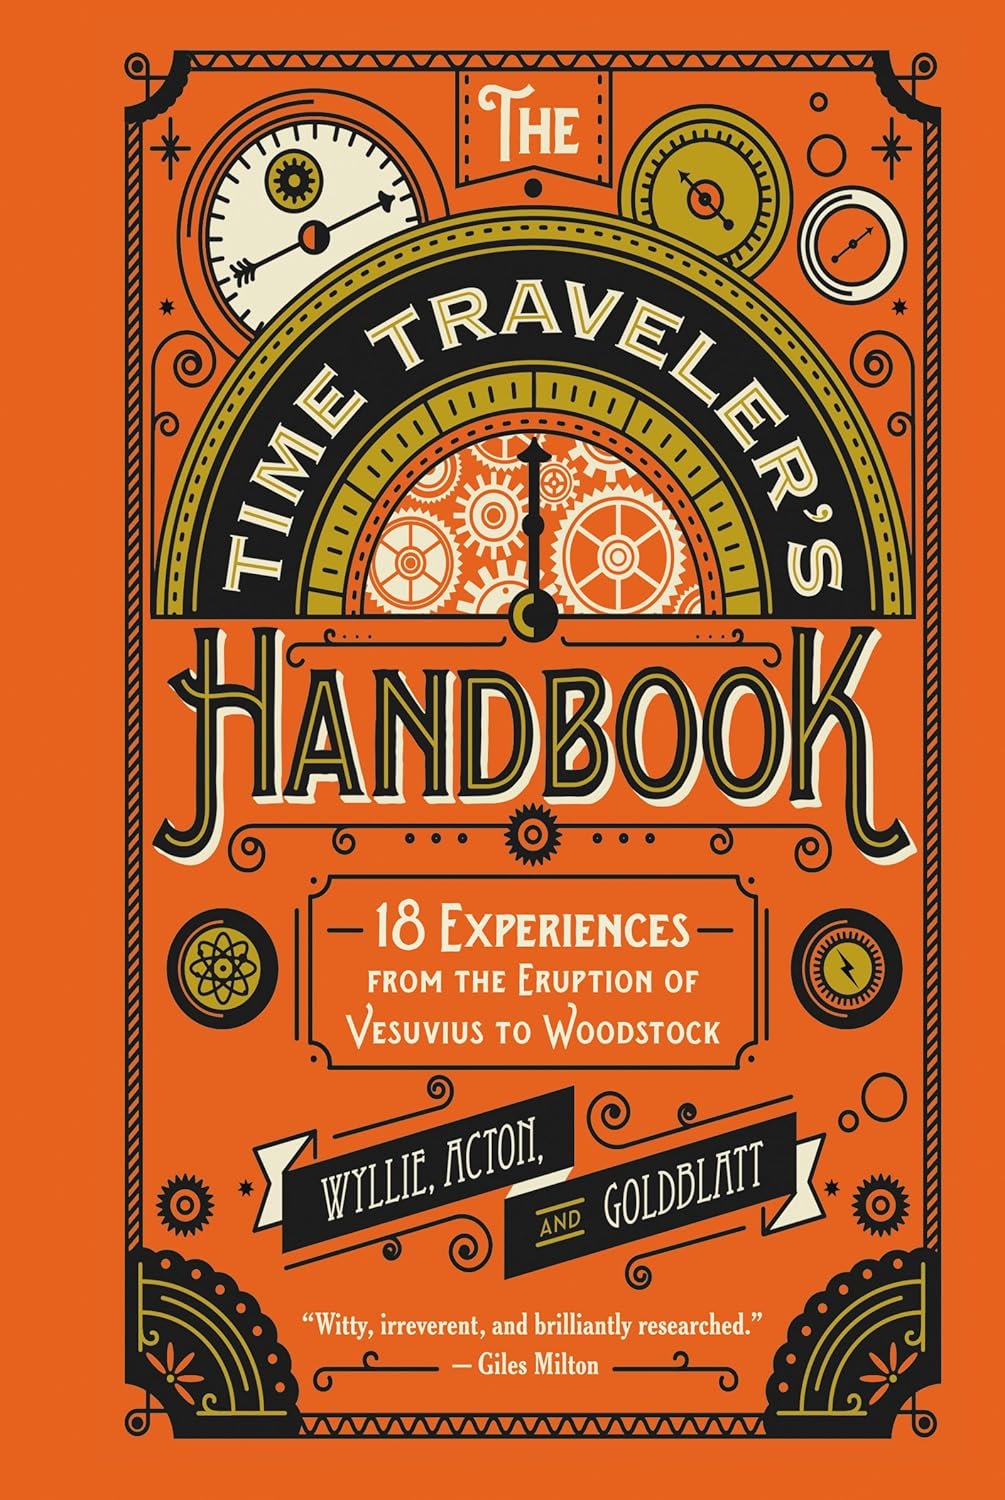 THE
TIME TRAVELER'S
HANDBOOK
— 18 EXPERIENCES —
FROM THE ERUPTION OF
VESUVIUS TO WOODSTOCK
WYLLIE, ACTON,
AND GOLDBLATT
“Witty, irreverent, and brilliantly researched.”
— Giles Milton